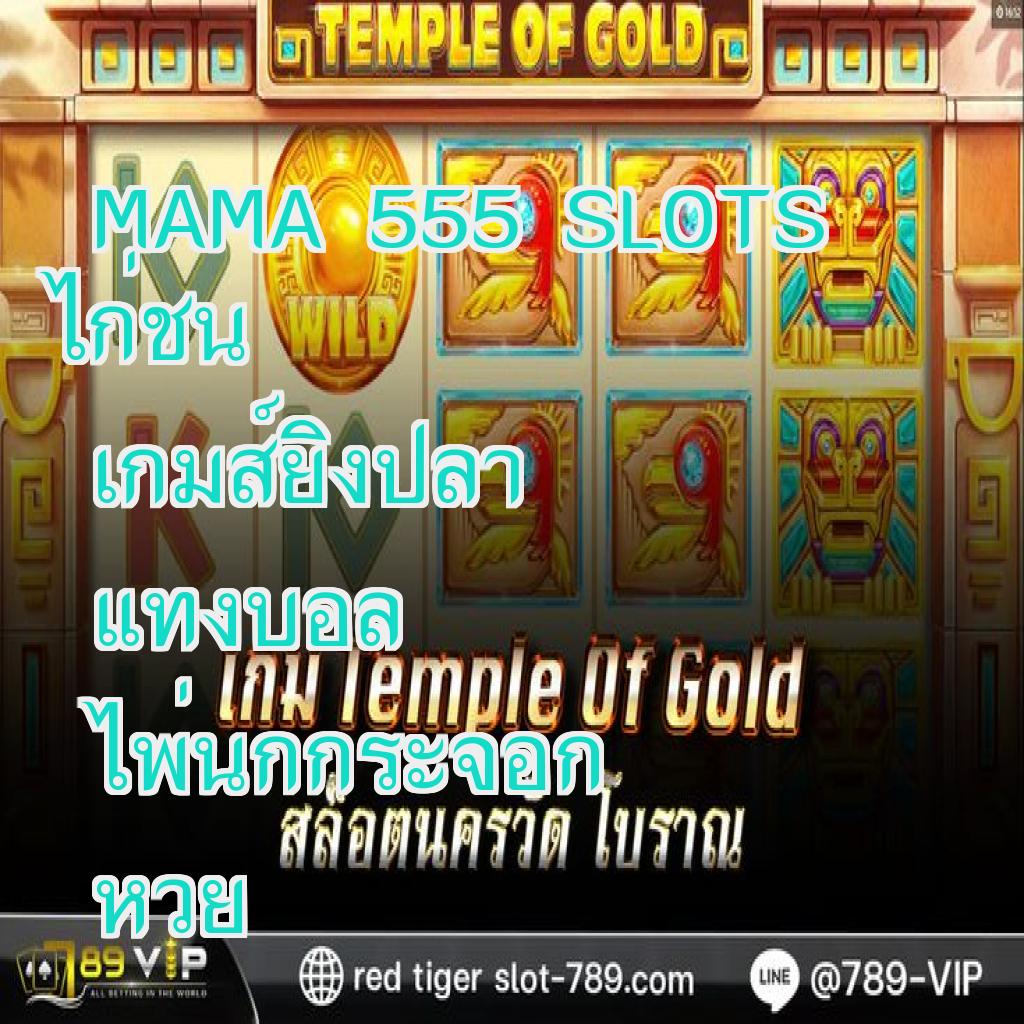 TEMPLE OF GOLD
MAMA 555 SLOTS
WILD
ไก่ชน
เกมส์ยิงปลา
K
แทงบอล
เกม Temple Of Gold
ไพ่นกกระจอก
สล๊อตนครวัด โบราณ
หวย
789 VIP
ALL BETTING IN THE WORLD
red tiger slot-789.com
LINE @789-VIP